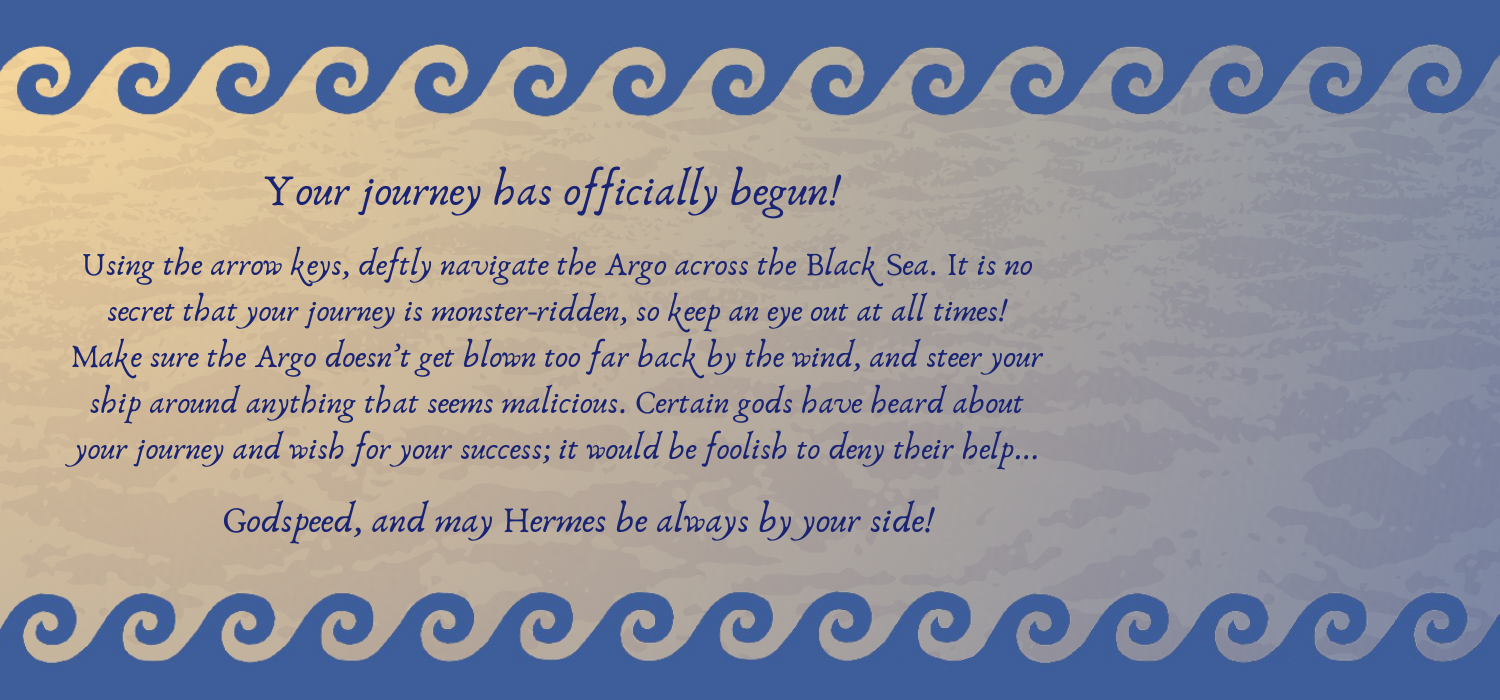 Your journey has officially begun!
Using the arrow keys, deftly navigate the Argo across the Black Sea. It is no
secret that your journey is monster-ridden, so keep an eye out at all times!
Make sure the Argo doesn't get blown too far back by the wind, and steer your
ship around anything that seems malicious. Certain gods have heard about
your journey and wish for your success; it would be foolish to deny their help...
Godspeed, and may Hermes be always by your side!